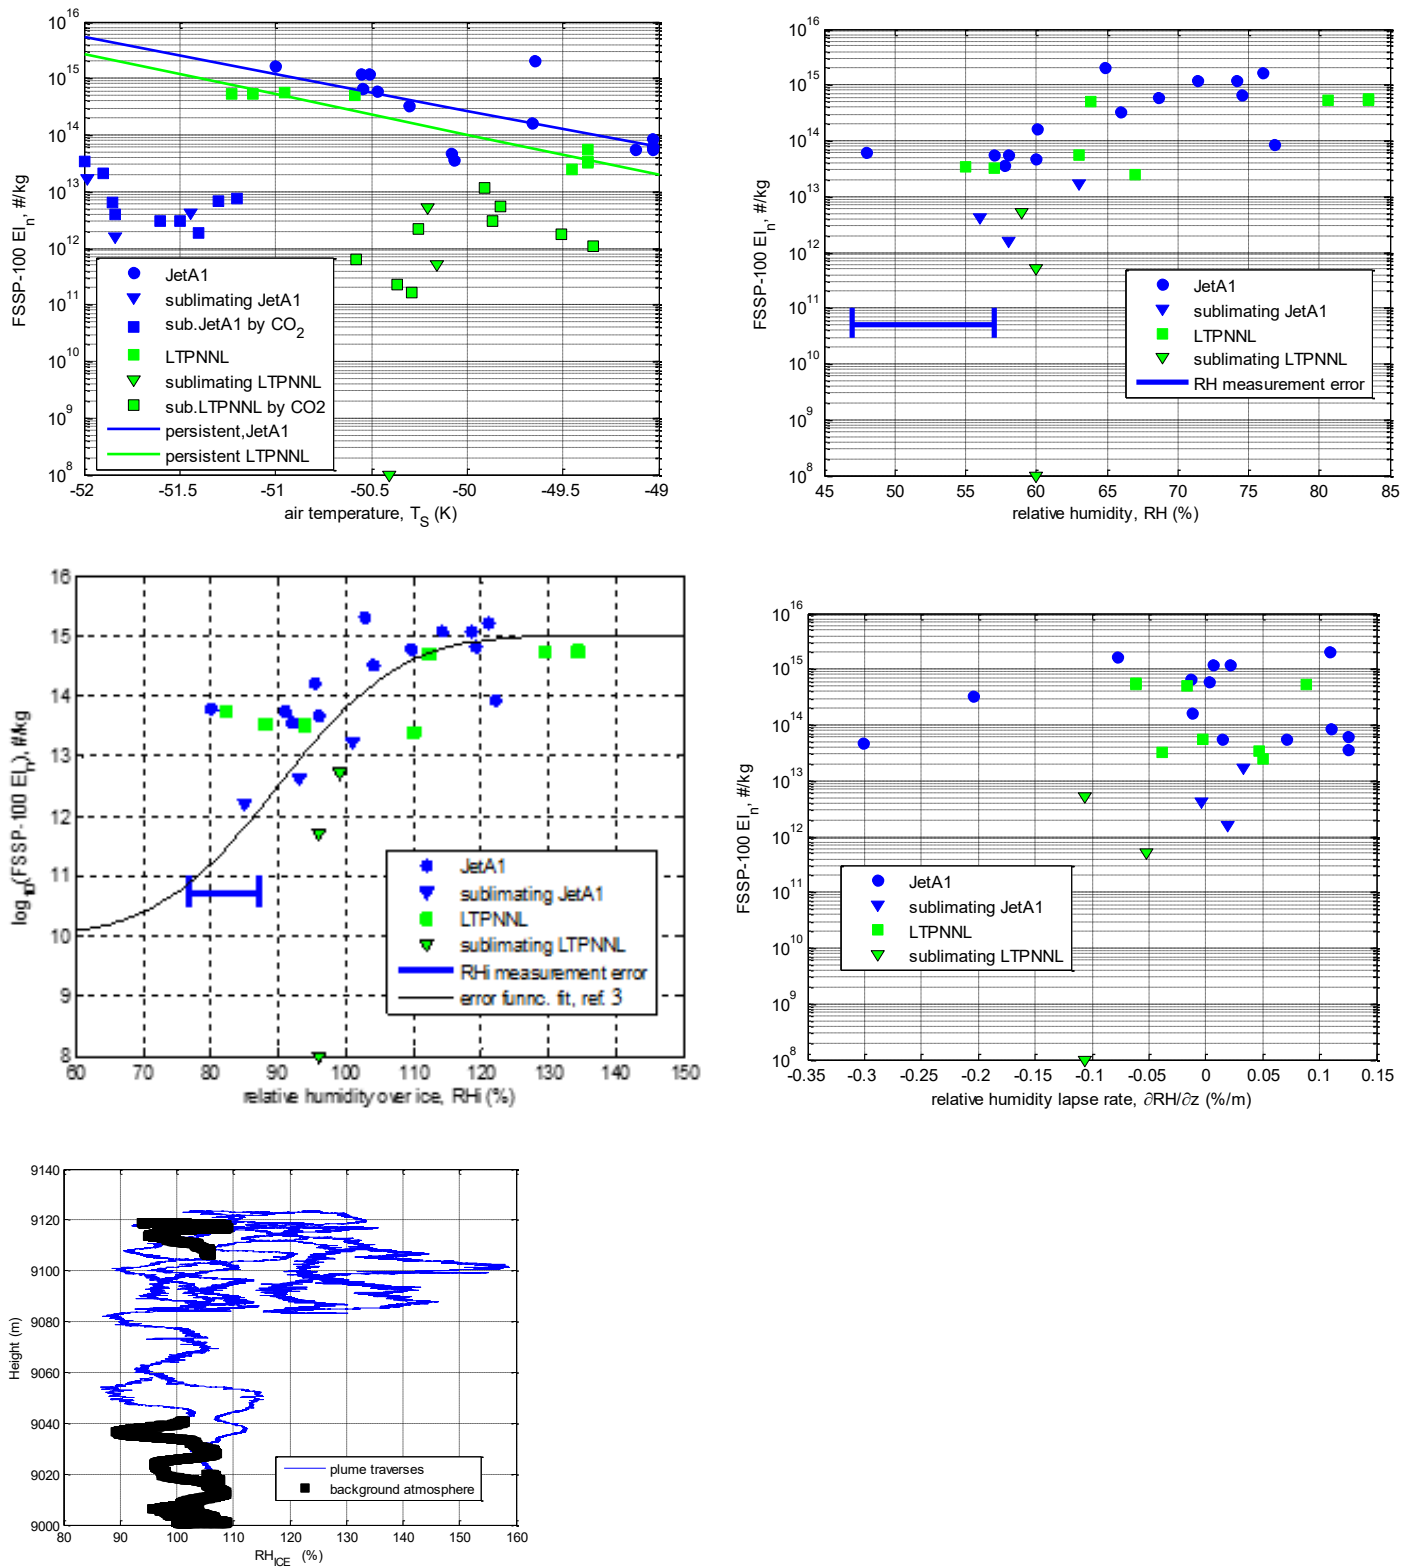 10^16
10^15
10^14
10^13
10^12
10^11
10^10
10^9
10^8
FSSP-100 EI_n, #/kg
JetA1
sublimating JetA1
sub.JetA1 by CO_2
LTPNNL
sublimating LTPNNL
sub.LTPNNL by CO2
persistent,JetA1
persistent LTPNNL
-52 -51.5 -51 -50.5 -50 -49.5 -49
air temperature, T_S (K)
10^16
10^15
10^14
10^13
10^12
10^11
10^10
10^9
10^8
FSSP-100 EI_n, #/kg
JetA1
sublimating JetA1
LTPNNL
sublimating LTPNNL
RH measurement error
45 50 55 60 65 70 75 80 85
relative humidity, RH (%)
16
15
14
13
12
11
10
9
8
log_10(FSSP-100 EI_n), #/kg
JetA1
sublimating JetA1
LTPNNL
sublimating LTPNNL
RHi measurement error
error funnc. fit, ref. 3
60 70 80 90 100 110 120 130 140 150
relative humidity over ice, RHi (%)
10^16
10^15
10^14
10^13
10^12
10^11
10^10
10^9
10^8
FSSP-100 EI_n, #/kg
JetA1
sublimating JetA1
LTPNNL
sublimating LTPNNL
-0.35 -0.3 -0.25 -0.2 -0.15 -0.1 -0.05 0 0.05 0.1 0.15
relative humidity lapse rate, ∂RH/∂z (%/m)
9140
9120
9100
9080
9060
9040
9020
9000
Height (m)
plume traverses
background atmosphere
80 90 100 110 120 130 140 150 160
RH_ICE (%)